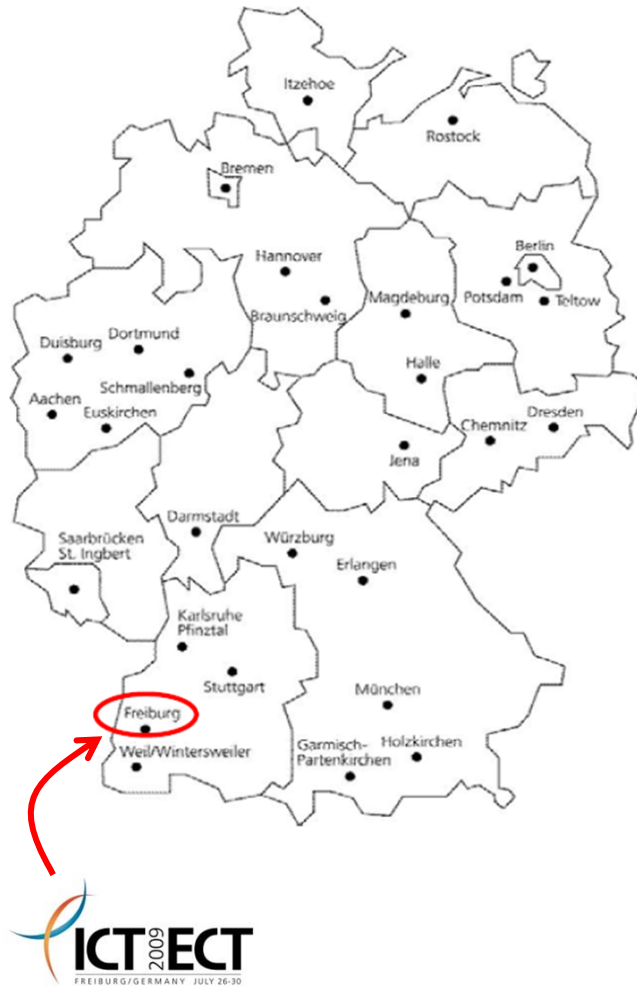 Itzehoe
Rostock
Bremen
Hannover
Berlin
Braunschweig
Magdeburg
Potsdam
Teltow
Duisburg
Dortmund
Halle
Schmallenberg
Aachen
Euskirchen
Chemnitz
Dresden
Jena
Darmstadt
Saarbrücken
St. Ingbert
Würzburg
Erlangen
Karlsruhe
Pfinztal
Stuttgart
München
Freiburg
Weil/Wintersweiler
Garmisch-
Partenkirchen
Holzkirchen
ICT 2009 ECT
FREIBURG/GERMANY JULY 26-30